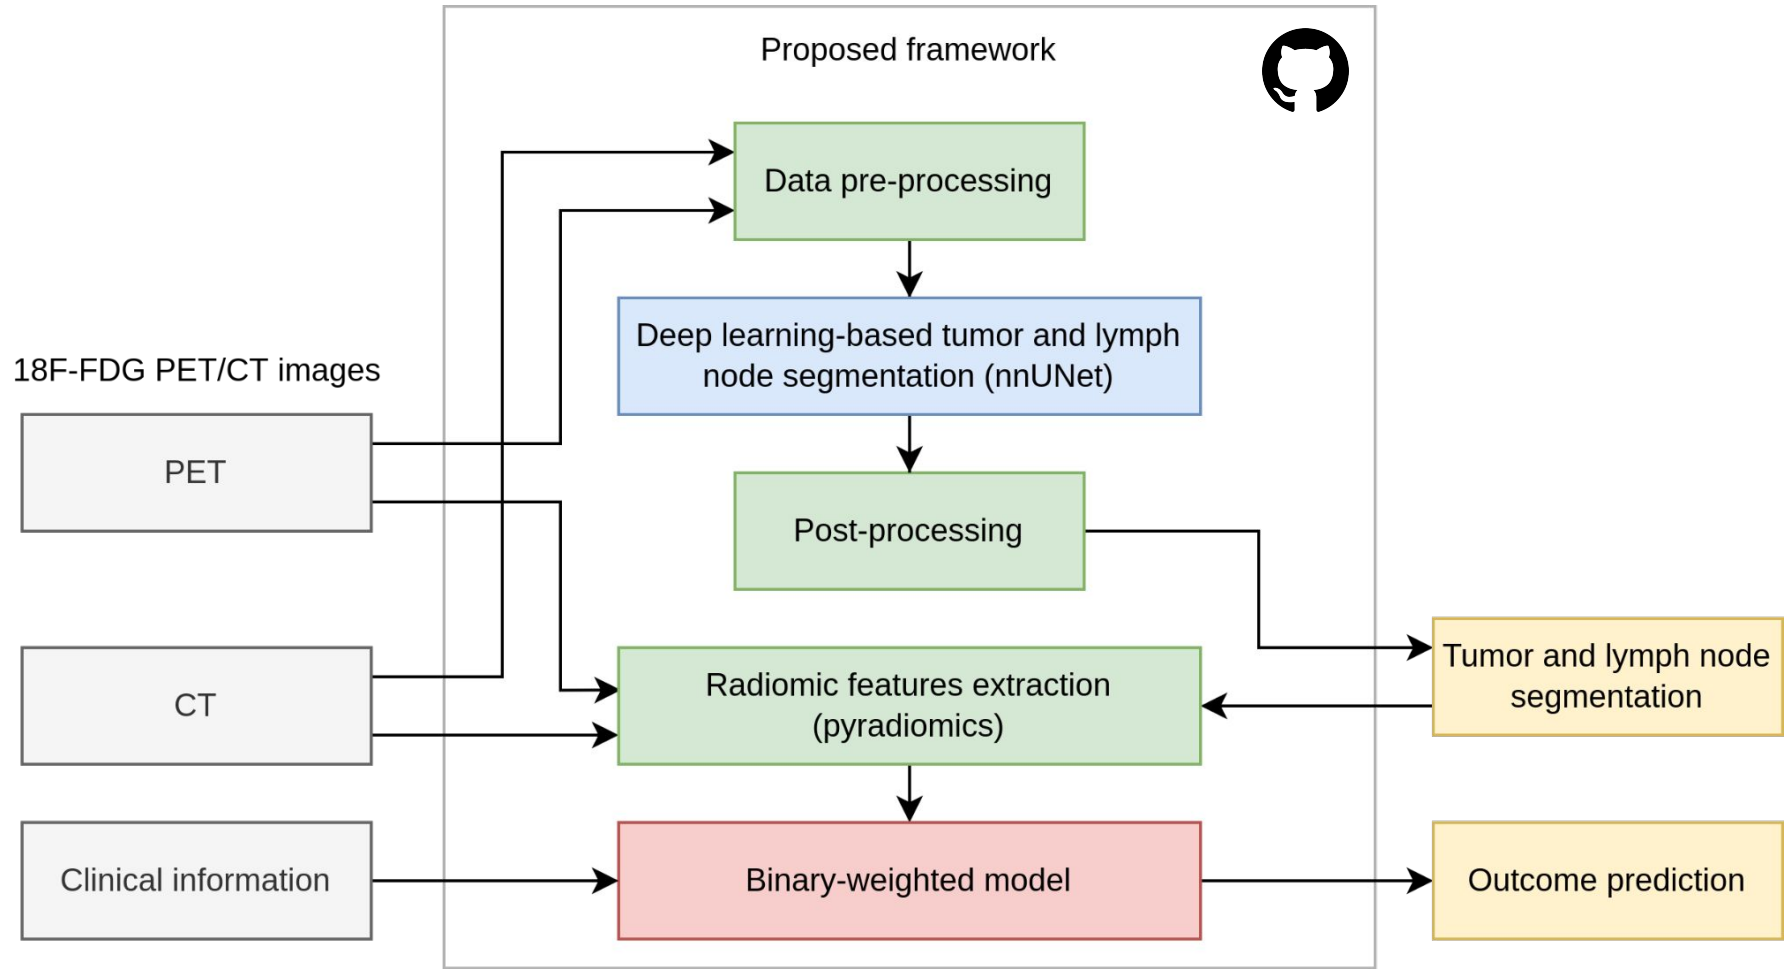 Proposed framework
Data pre-processing
Deep learning-based tumor and lymph
node segmentation (nnUNet)
18F-FDG PET/CT images
PET
Post-processing
CT
Radiomic features extraction
(pyradiomics)
Tumor and lymph node
segmentation
Clinical information
Binary-weighted model
Outcome prediction